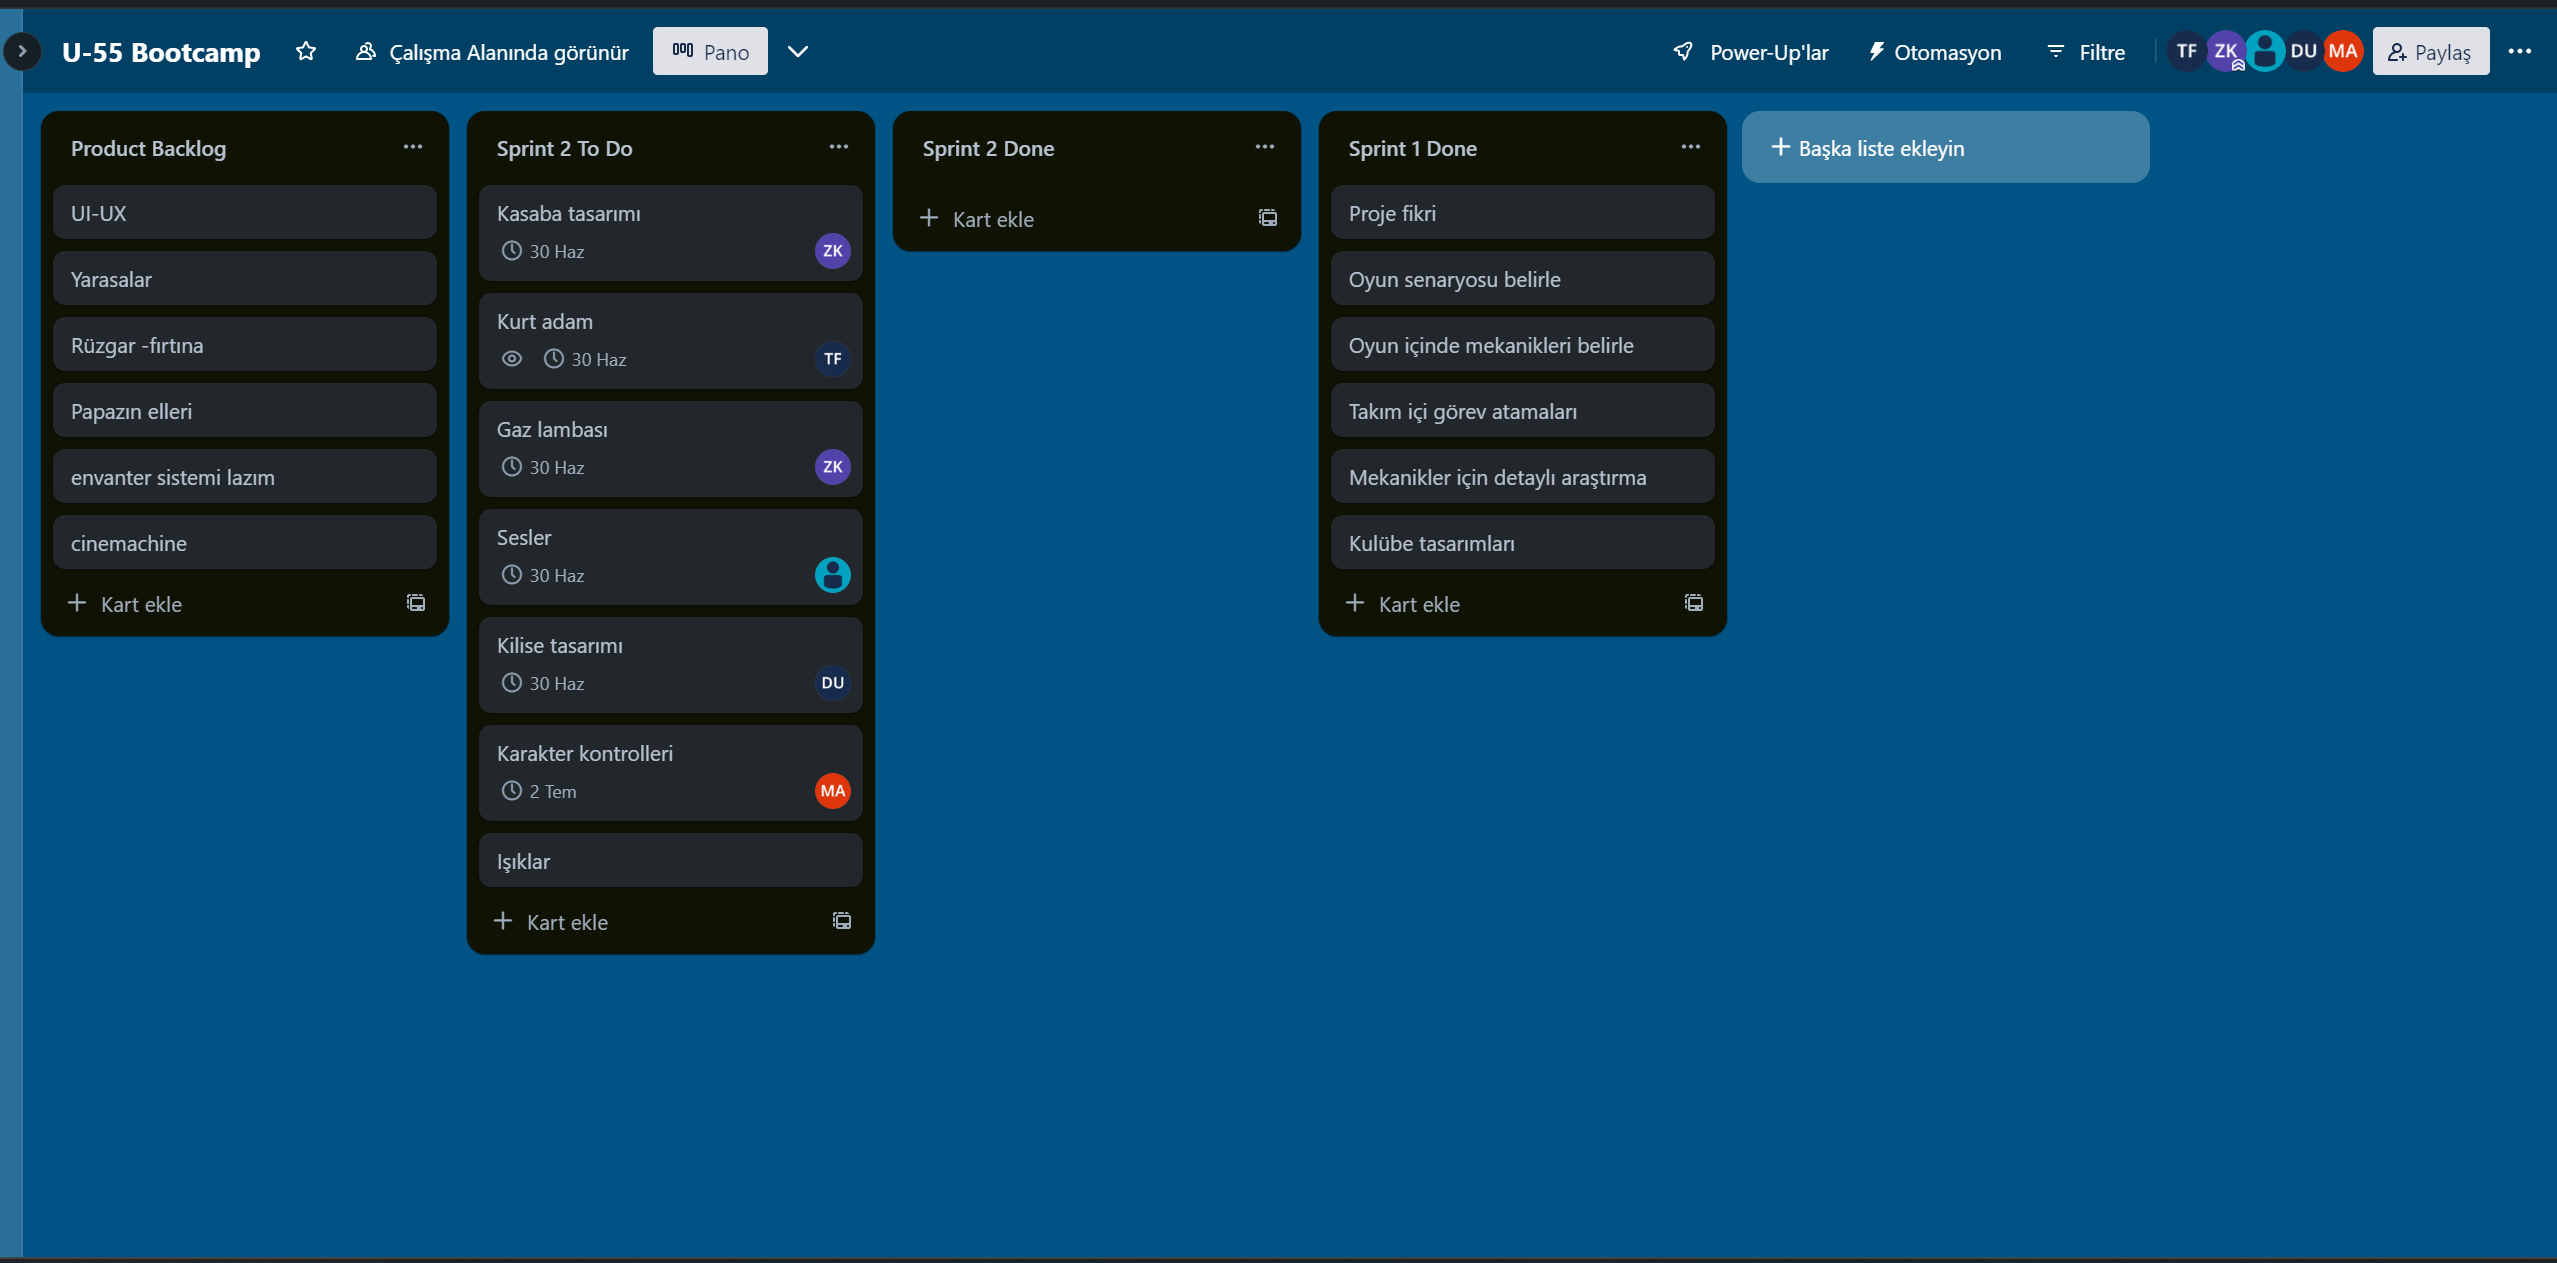 U-55 Bootcamp
Çalışma Alanında görünür
Pano
Power-Up'lar
Otomasyon
Filtre
TF
ZK
DU
MA
Paylaş
Product Backlog
UI-UX
Yarasalar
Rüzgar -fırtına
Papazın elleri
envanter sistemi lazım
cinemachine
Kart ekle
Sprint 2 To Do
Kasaba tasarımı
30 Haz
ZK
Kurt adam
30 Haz
TF
Gaz lambası
30 Haz
ZK
Sesler
30 Haz
Kilise tasarımı
30 Haz
DU
Karakter kontrolleri
2 Tem
MA
Işıklar
Kart ekle
Sprint 2 Done
Kart ekle
Sprint 1 Done
Proje fikri
Oyun senaryosu belirle
Oyun içinde mekanikleri belirle
Takım içi görev atamaları
Mekanikler için detaylı araştırma
Kulübe tasarımları
Kart ekle
Başka liste ekleyin